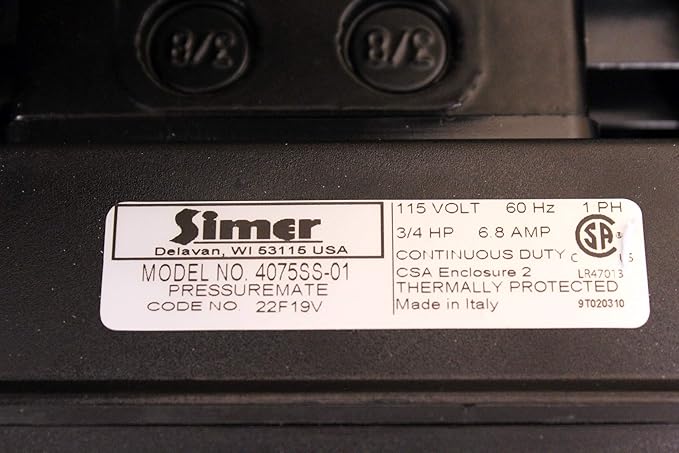 3/8 3/8
Simer
Delavan, WI 53115 USA
MODEL NO. 4075SS-01
PRESSUREMATE
CODE NO. 22F19V
115 VOLT 60 Hz 1 PH
3/4 HP 6.8 AMP
CONTINUOUS DUTY
CSA Enclosure 2
THERMALLY PROTECTED
Made in Italy
SA ®
C US
LR47013
9T020310